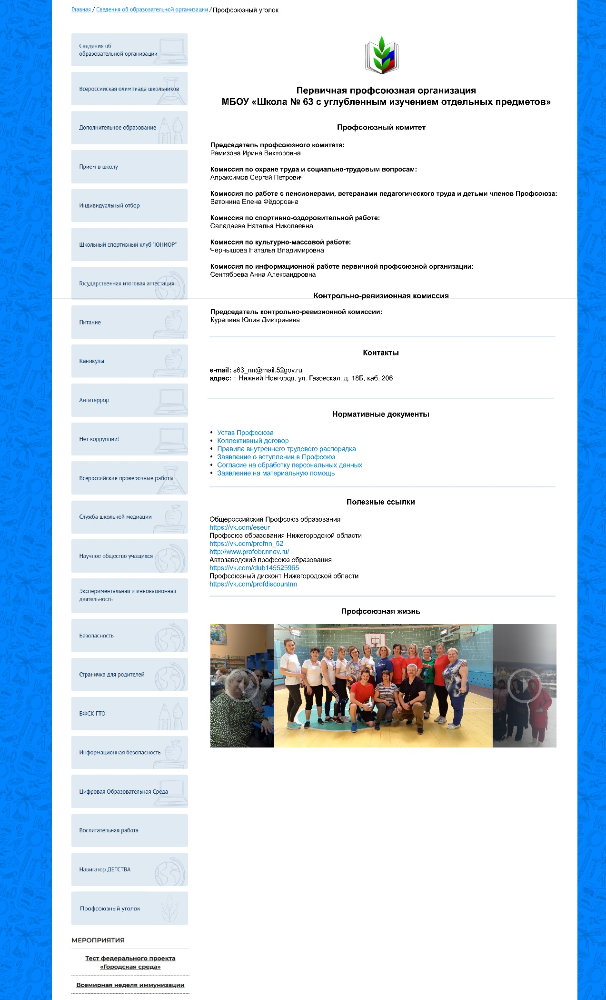 Главная / Сведения об образовательной организации / Профсоюзный уголок
Сведения об
образовательной организации
Всероссийская олимпиада школьников
Дополнительное образование
Прием в школу
Индивидуальный отбор
Школьный спортивный клуб "ЮНИОР"
Государственная итоговая аттестация
Питание
Каникулы
Антитеррор
Нет коррупции!
Всероссийские проверочные работы
Служба школьной медиации
Научное общество учащихся
Экспериментальная и инновационная
деятельность
Безопасность
Страничка для родителей
ВФСК ГТО
Информационная безопасность
Цифровая Образовательная Среда
Воспитательная работа
Навигатор ДЕТСТВА
Профсоюзный уголок
МЕРОПРИЯТИЯ
Тест федерального проекта
«Городская среда»
Всемирная неделя иммунизации
Первичная профсоюзная организация
МБОУ «Школа № 63 с углубленным изучением отдельных предметов»
Профсоюзный комитет
Председатель профсоюзного комитета:
Ремизова Ирина Викторовна
Комиссия по охране труда и социально-трудовым вопросам:
Апраксимов Сергей Петрович
Комиссия по работе с пенсионерами, ветеранами педагогического труда и детьми членов Профсоюза:
Ватонина Елена Фёдоровна
Комиссия по спортивно-оздоровительной работе:
Саладаева Наталья Николаевна
Комиссия по культурно-массовой работе:
Чернышова Наталья Владимировна
Комиссия по информационной работе первичной профсоюзной организации:
Сентябрева Анна Александровна
Контрольно-ревизионная комиссия
Председатель контрольно-ревизионной комиссии:
Курепина Юлия Дмитриевна
Контакты
e-mail: s63_nn@mail.52gov.ru
адрес: г. Нижний Новгород, ул. Газовская, д. 18Б, каб. 206
Нормативные документы
• Устав Профсоюза
• Коллективный договор
• Правила внутреннего трудового распорядка
• Заявление о вступлении в Профсоюз
• Согласие на обработку персональных данных
• Заявление на материальную помощь
Полезные ссылки
Общероссийский Профсоюз образования
https://vk.com/eseur
Профсоюз образования Нижегородской области
https://vk.com/profnn_52
http://www.profobr.nnov.ru/
Автозаводский профсоюз образования
https://vk.com/club145525965
Профсоюзный дисконт Нижегородской области
https://vk.com/profdiscountnn
Профсоюзная жизнь